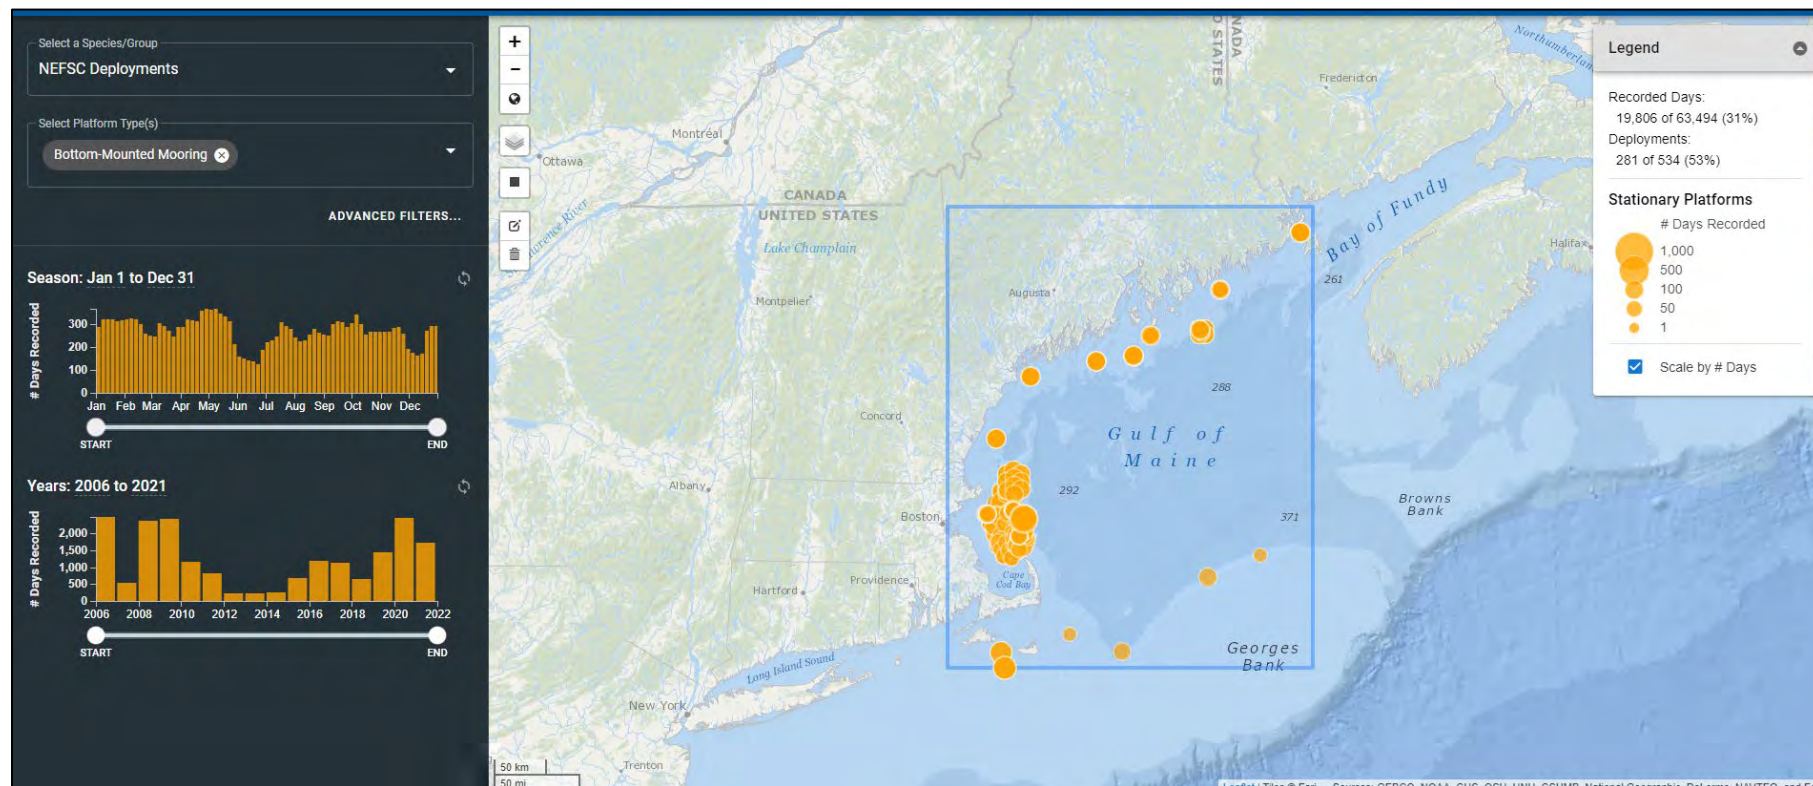 Select a Species/Group
NEFSC Deployments
Select Platform Type(s)
Bottom-Mounted Mooring
ADVANCED FILTERS...
Season: Jan 1 to Dec 31
# Days Recorded
300
200
100
0
Jan Feb Mar Apr May Jun Jul Aug Sep Oct Nov Dec
START END
Years: 2006 to 2021
# Days Recorded
2,000
1,500
1,000
500
0
2006 2008 2010 2012 2014 2016 2018 2020 2022
START END
+
−
Montréal
Ottawa
CANADA
UNITED STATES
Lake Champlain
Montpelier
Augusta
Concord
Albany
Boston
Hartford
Providence
Cape
Cod Bay
Long Island Sound
New York
Trenton
Fredericton
Halifax
Bay of Fundy
261
288
Gulf of
Maine
292
371
Browns
Bank
Georges
Bank
50 km
50 mi
Legend
Recorded Days:
19,806 of 63,494 (31%)
Deployments:
281 of 534 (53%)
Stationary Platforms
# Days Recorded
1,000
500
100
50
1
Scale by # Days